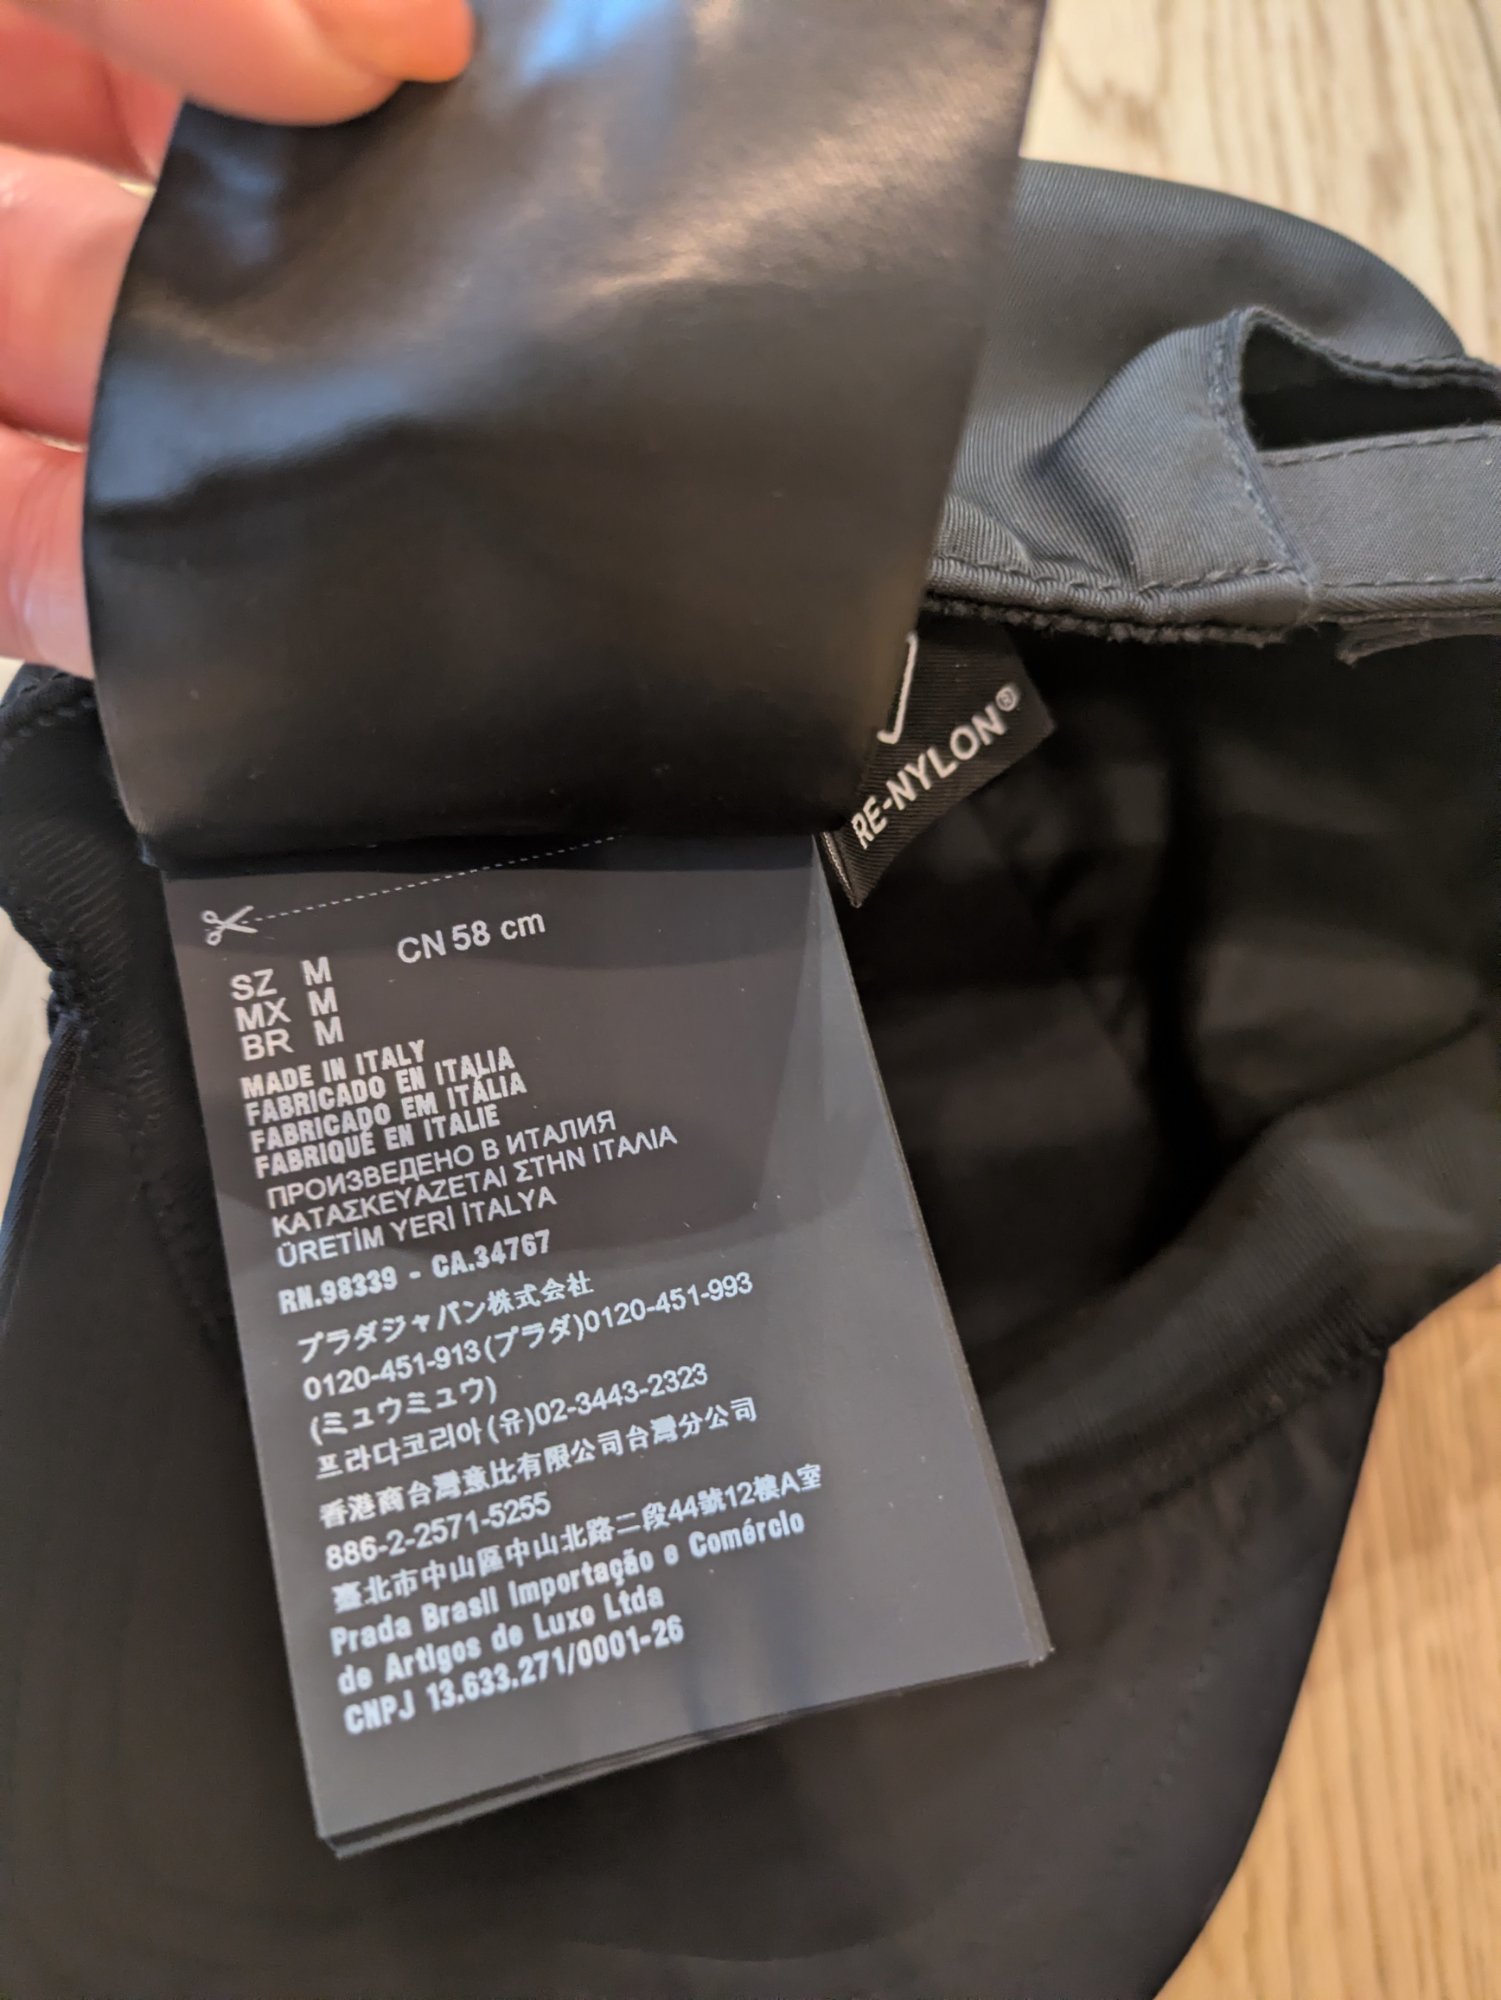 RE-NYLON®
CN 58 cm
SZ M
MX M
BR M
MADE IN ITALY
FABRICADO EN ITALIA
FABRICADO EM ITÁLIA
FABRIQUÉ EN ITALIE
ПРОИЗВЕДЕНО В ИТАЛИЯ
ΚΑΤΑΣΚΕΥΑΖΕΤΑΙ ΣΤΗΝ ΙΤΑΛΙΑ
ÜRETİM YERİ İTALYA
RN.98339 - CA.34767
プラダジャパン株式会社
0120-451-913(プラダ)0120-451-993
(ミュウミュウ)
프라다코리아(유)02-3443-2323
香港商台灣意比有限公司台灣分公司
886-2-2571-5255
臺北市中山區中山北路二段44號12樓A室
Prada Brasil Importação e Comércio
de Artigos de Luxo Ltda
CNPJ 13.633.271/0001-26